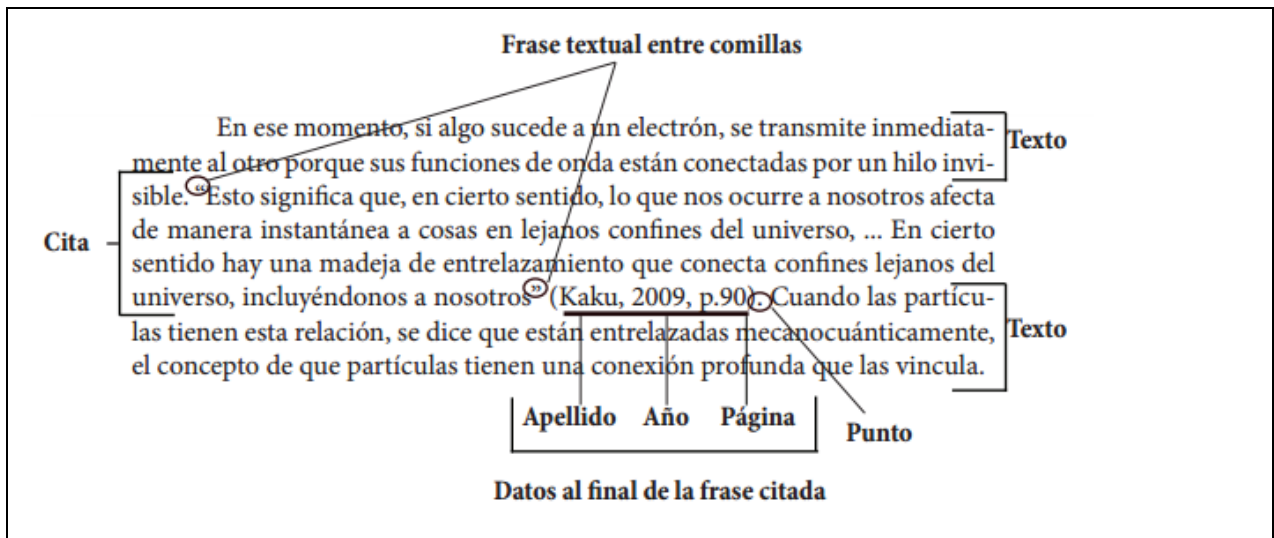 Frase textual entre comillas
En ese momento, si algo sucede a un electrón, se transmite inmediata-
mente al otro porque sus funciones de onda están conectadas por un hilo invi-
sible. “Esto significa que, en cierto sentido, lo que nos ocurre a nosotros afecta
de manera instantánea a cosas en lejanos confines del universo, ... En cierto
sentido hay una madeja de entrelazamiento que conecta confines lejanos del
universo, incluyéndonos a nosotros” (Kaku, 2009, p.90). Cuando las partícu-
las tienen esta relación, se dice que están entrelazadas mecanocuánticamente,
el concepto de que partículas tienen una conexión profunda que las vincula.
Texto
Cita
Texto
Apellido Año Página
Punto
Datos al final de la frase citada